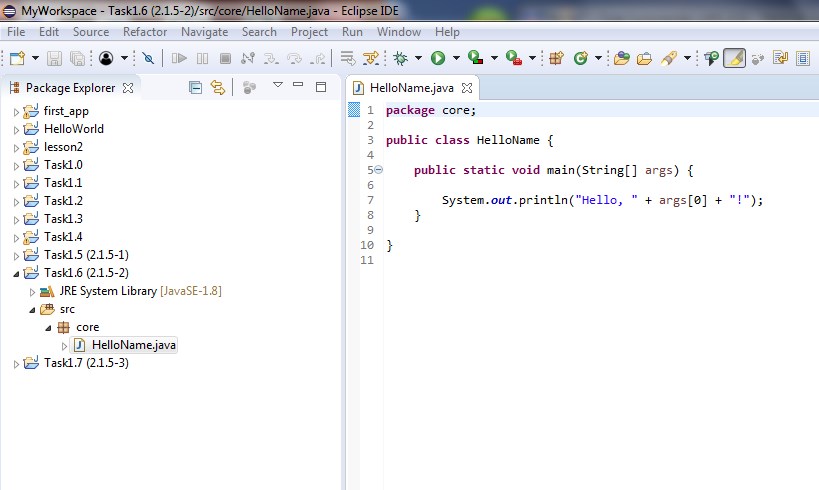 MyWorkspace - Task1.6 (2.1.5-2)/src/core/HelloName.java - Eclipse IDE
File Edit Source Refactor Navigate Search Project Run Window Help
Package Explorer
first_app
HelloWorld
lesson2
Task1.0
Task1.1
Task1.2
Task1.3
Task1.4
Task1.5 (2.1.5-1)
Task1.6 (2.1.5-2)
JRE System Library [JavaSE-1.8]
src
core
HelloName.java
Task1.7 (2.1.5-3)
HelloName.java
1 package core;
2
3 public class HelloName {
4
5 public static void main(String[] args) {
6
7 System.out.println("Hello, " + args[0] + "!");
8 }
9
10 }
11